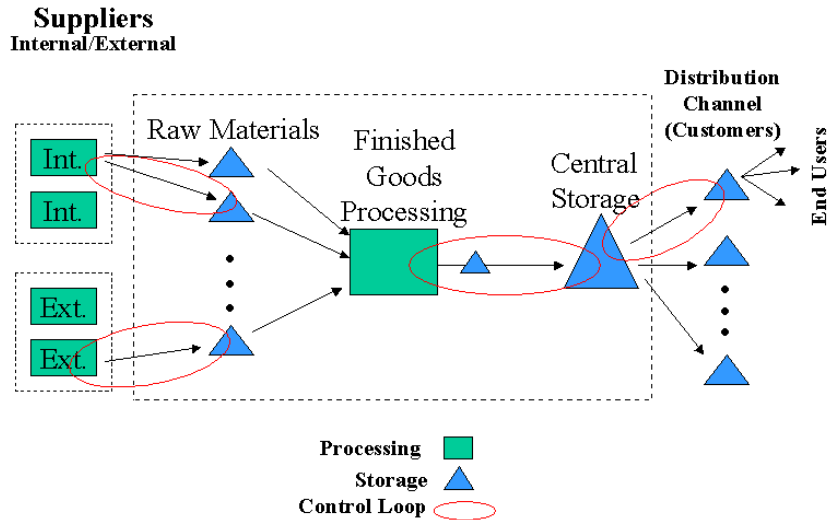 Suppliers
Internal/External
Raw Materials
Finished
Goods
Processing
Central
Storage
Distribution
Channel
(Customers)
End Users
Int.
Int.
Ext.
Ext.
Processing
Storage
Control Loop